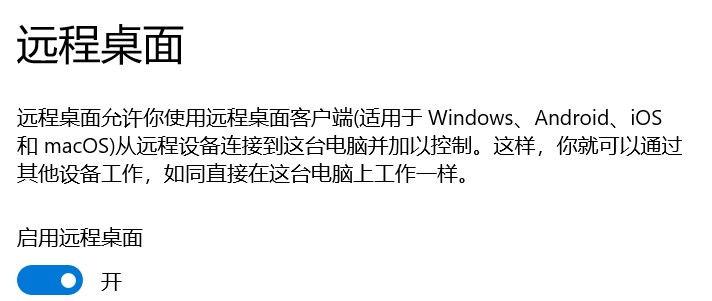 远程桌面
远程桌面允许你使用远程桌面客户端(适用于 Windows、Android、iOS
和 macOS)从远程设备连接到这台电脑并加以控制。这样，你就可以通过
其他设备工作，如同直接在这台电脑上工作一样。
启用远程桌面
开